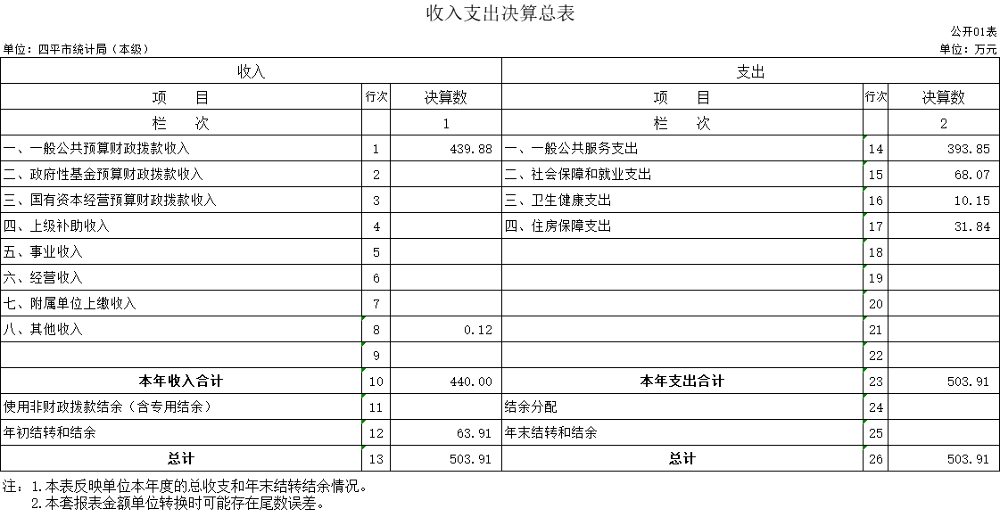 收入支出决算总表
公开01表
单位：四平市统计局（本级） 单位：万元
收入 支出
项 目 行次 决算数 项 目 行次 决算数
栏 次 1 栏 次 2
一、一般公共预算财政拨款收入 1 439.88 一、一般公共服务支出 14 393.85
二、政府性基金预算财政拨款收入 2 二、社会保障和就业支出 15 68.07
三、国有资本经营预算财政拨款收入 3 三、卫生健康支出 16 10.15
四、上级补助收入 4 四、住房保障支出 17 31.84
五、事业收入 5 18
六、经营收入 6 19
七、附属单位上缴收入 7 20
八、其他收入 8 0.12 21
9 22
本年收入合计 10 440.00 本年支出合计 23 503.91
使用非财政拨款结余（含专用结余） 11 结余分配 24
年初结转和结余 12 63.91 年末结转和结余 25
总计 13 503.91 总计 26 503.91
注：1.本表反映单位本年度的总收支和年末结转结余情况。
2.本套报表金额单位转换时可能存在尾数误差。